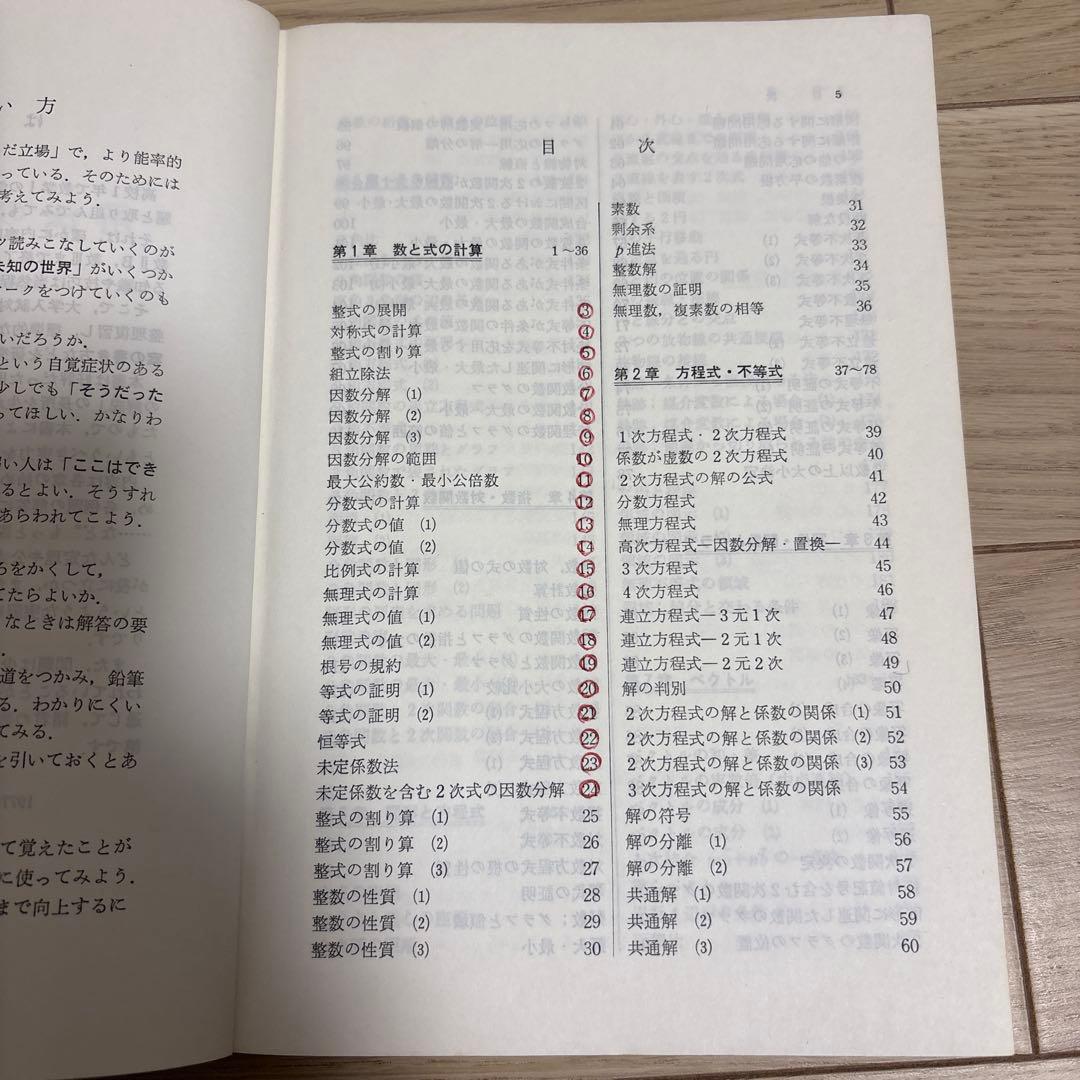 い方
だ立場」で，より能率的
っている．そのためには
考えてみよう．
ツ読みこなしていくのが
未知の世界」がいくつか
ークをつけていくのも
いだろうか．
という自覚症状のある
少しでも「そうだった
ってほしい．かなりわ
い人は「ここはでき
るとよい．そうすれ
あらわれてこよう．
ろをかくして，
てたらよいか．
なときは解答の要
道をつかみ，鉛筆
る．わかりにくい
てみる．
を引いておくとあ
て覚えたことが
に使ってみよう．
まで向上するに
5
目次
第1章 数と式の計算 1～36
整式の展開 3
対称式の計算 4
整式の割り算 5
組立除法 6
因数分解 (1) 7
因数分解 (2) 8
因数分解 (3) 9
因数分解の範囲 10
最大公約数・最小公倍数 11
分数式の計算 12
分数式の値 (1) 13
分数式の値 (2) 14
比例式の計算 15
無理式の計算 16
無理式の値 (1) 17
無理式の値 (2) 18
根号の規約 19
等式の証明 (1) 20
等式の証明 (2) 21
恒等式 22
未定係数法 23
未定係数を含む2次式の因数分解 24
整式の割り算 (1) 25
整式の割り算 (2) 26
整式の割り算 (3) 27
整数の性質 (1) 28
整数の性質 (2) 29
整数の性質 (3) 30
素数 31
剰余系 32
p進法 33
整数解 34
無理数の証明 35
無理数，複素数の相等 36
第2章 方程式・不等式 37～78
1次方程式・2次方程式 39
係数が虚数の2次方程式 40
2次方程式の解の公式 41
分数方程式 42
無理方程式 43
高次方程式―因数分解・置換― 44
3次方程式 45
4次方程式 46
連立方程式―3元1次 47
連立方程式―2元1次 48
連立方程式―2元2次 49
解の判別 50
2次方程式の解と係数の関係 (1) 51
2次方程式の解と係数の関係 (2) 52
2次方程式の解と係数の関係 (3) 53
3次方程式の解と係数の関係 54
解の符号 55
解の分離 (1) 56
解の分離 (2) 57
共通解 (1) 58
共通解 (2) 59
共通解 (3) 60